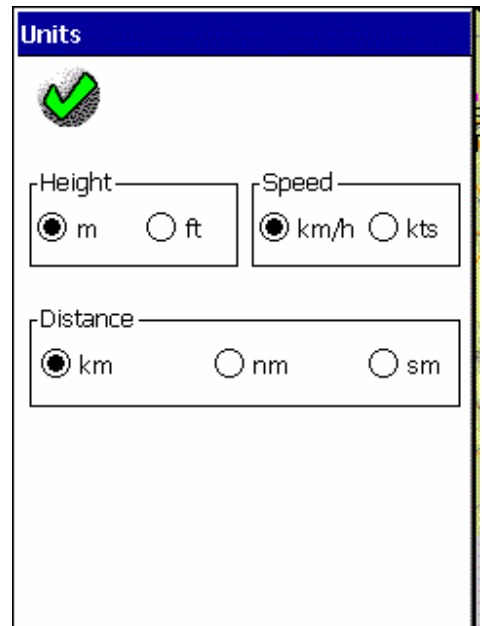 Units
Height
m ft
Speed
km/h kts
Distance
km nm sm